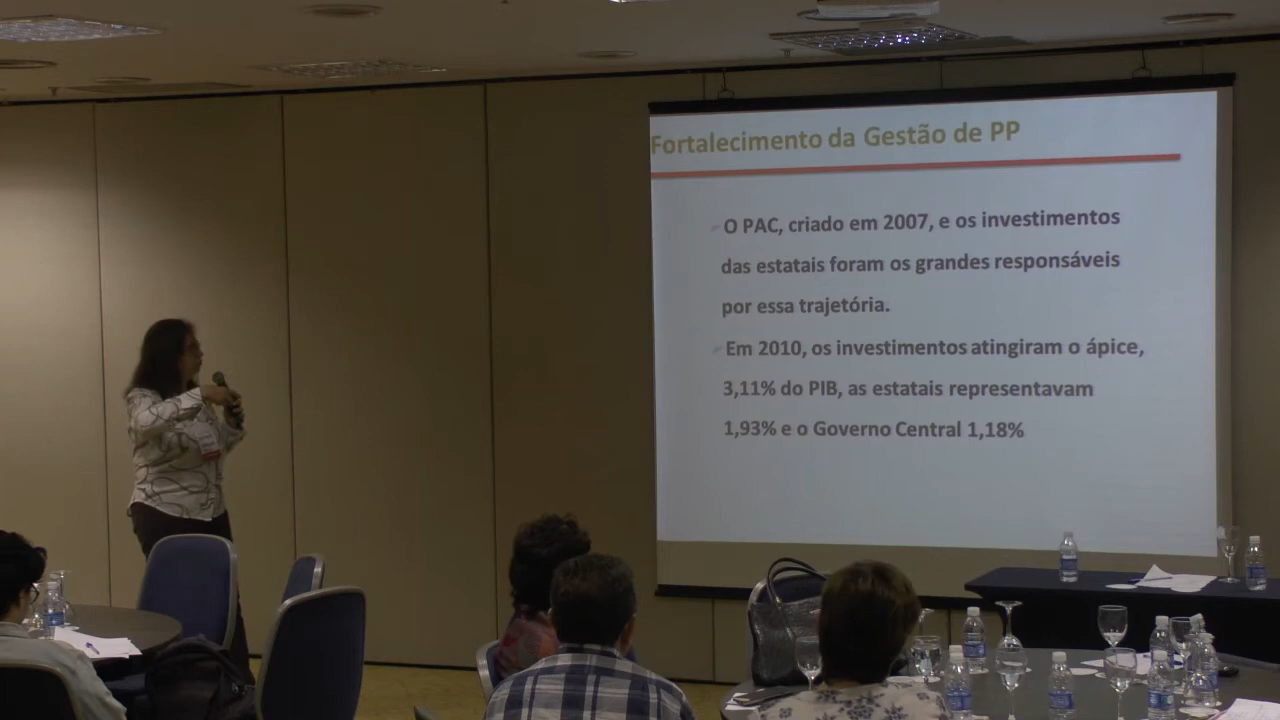 Fortalecimento da Gestão de PP
O PAC, criado em 2007, e os investimentos
das estatais foram os grandes responsáveis
por essa trajetória.
Em 2010, os investimentos atingiram o ápice,
3,11% do PIB, as estatais representavam
1,93% e o Governo Central 1,18%